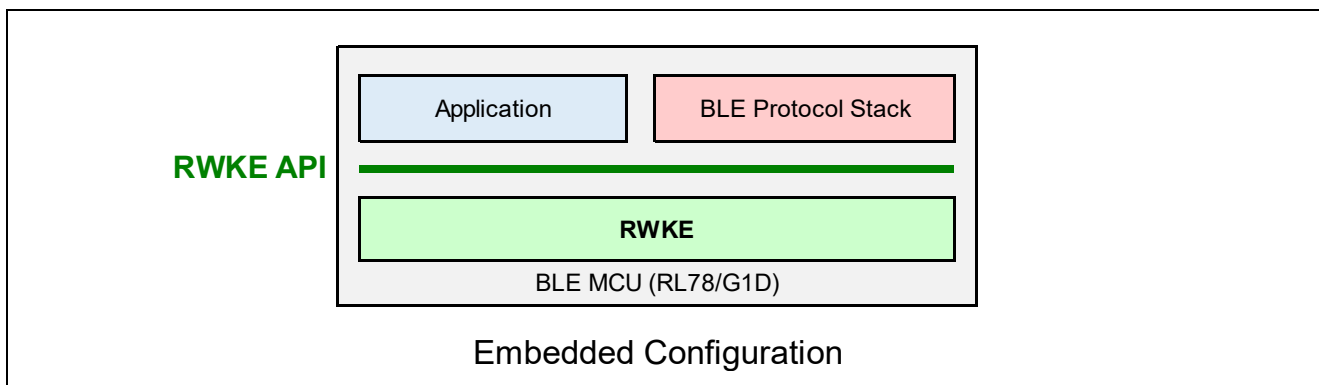 Application
BLE Protocol Stack
RWKE API
RWKE
BLE MCU (RL78/G1D)
Embedded Configuration